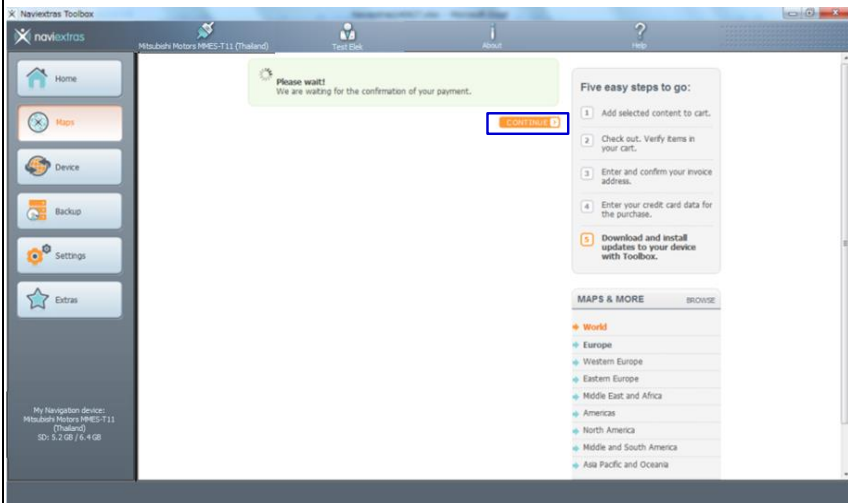 Naviextras Toolbox
naviextras
Mitsubishi Motors MMES-T11 (Thailand)
Test Elek
About
Help
Home
Maps
Device
Backup
Settings
Extras
My Navigation device:
Mitsubishi Motors MMES-T11
(Thailand)
SD: 5.2 GB / 6.4 GB
Please wait!
We are waiting for the confirmation of your payment.
CONTINUE
Five easy steps to go:
1 Add selected content to cart.
2 Check out. Verify items in
your cart.
3 Enter and confirm your invoice
address.
4 Enter your credit card data for
the purchase.
5 Download and install
updates to your device
with Toolbox.
MAPS & MORE BROWSE
World
Europe
Western Europe
Eastern Europe
Middle East and Africa
Americas
North America
Middle and South America
Asia Pacific and Oceania